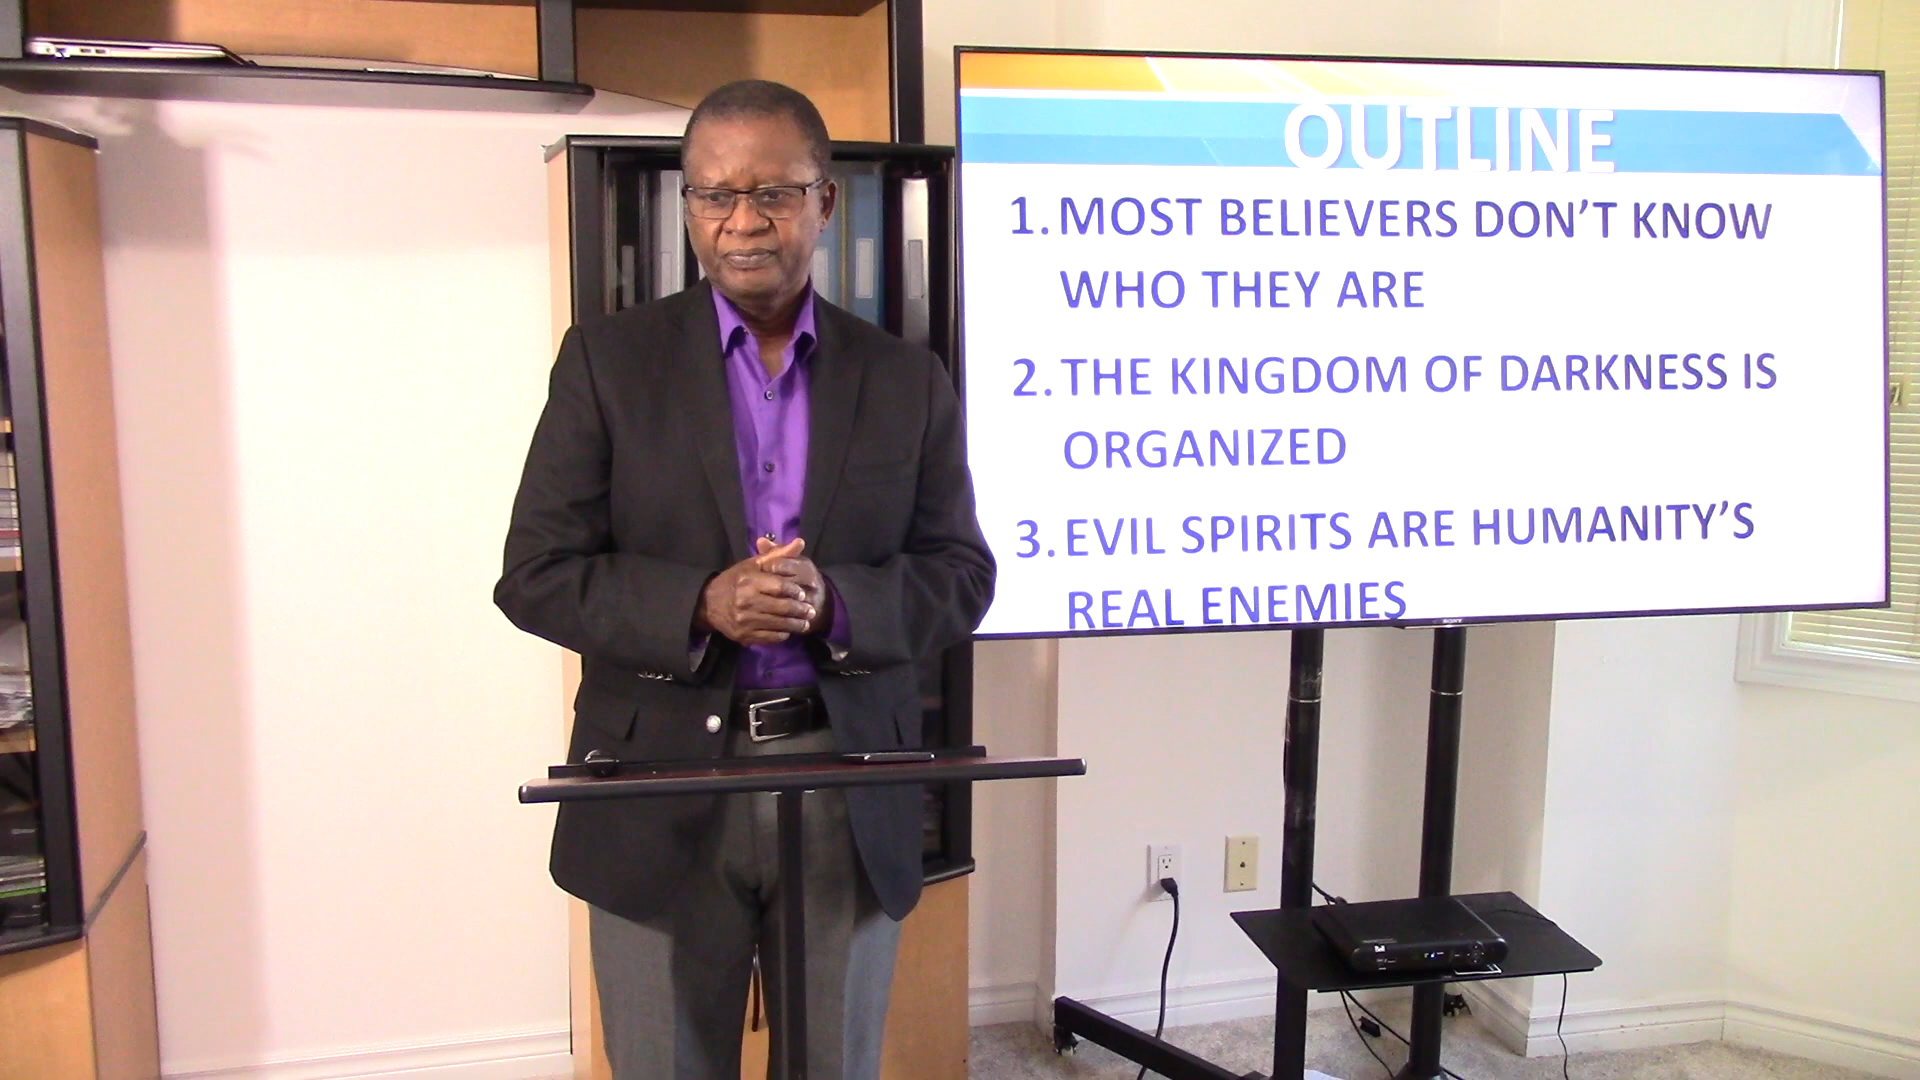 OUTLINE
1. MOST BELIEVERS DON’T KNOW
WHO THEY ARE
2. THE KINGDOM OF DARKNESS IS
ORGANIZED
3. EVIL SPIRITS ARE HUMANITY’S
REAL ENEMIES
SONY